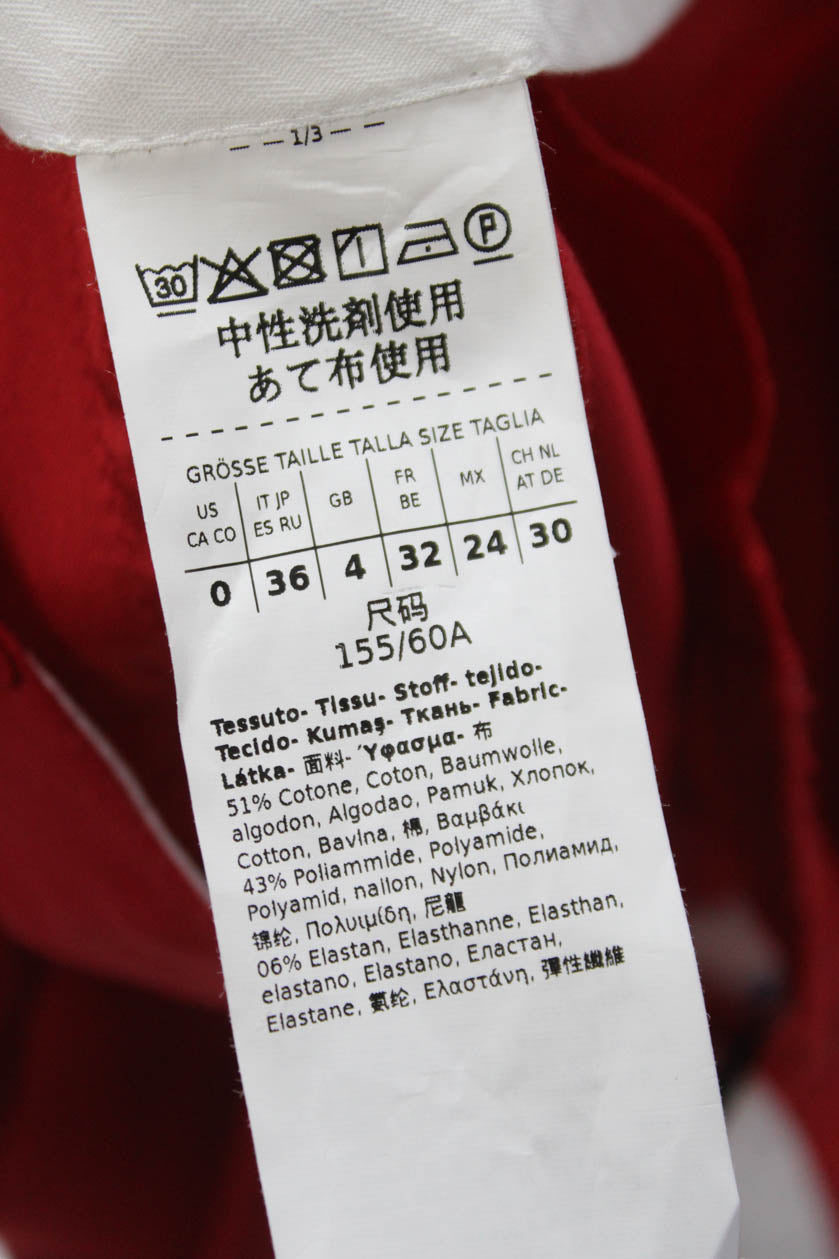 — — 1/3 — —
30 P
中性洗剤使用
あて布使用
GRÖSSE TAILLE TALLA SIZE TAGLIA
US CA CO | IT JP ES RU | GB | FR BE | MX | CH NL AT DE
0 | 36 | 4 | 32 | 24 | 30
尺码
155/60A
Tessuto- Tissu- Stoff- tejido-
Tecido- Kumaş- Ткань- Fabric-
Látka- 面料- Ύφασμα- 布
51% Cotone, Coton, Baumwolle,
algodon, Algodao, Pamuk, Хлопок,
Cotton, Bavlna, 棉, Βαμβάκι
43% Poliammide, Polyamide,
Polyamid, nailon, Nylon, Полиамид,
锦纶, Πολυιμίδη, 尼龍
06% Elastan, Elasthanne, Elasthan,
elastano, Elastano, Еластан,
Elastane, 氨纶, Ελαστάνη, 彈性纖維